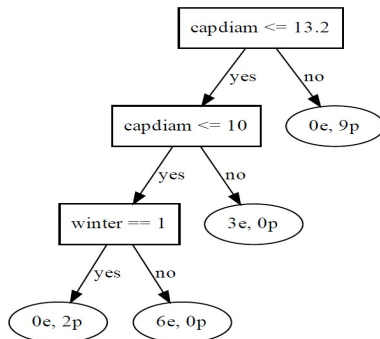 capdiam <= 13.2
yes
no
capdiam <= 10
0e, 9p
yes
no
winter == 1
3e, 0p
yes
no
0e, 2p
6e, 0p